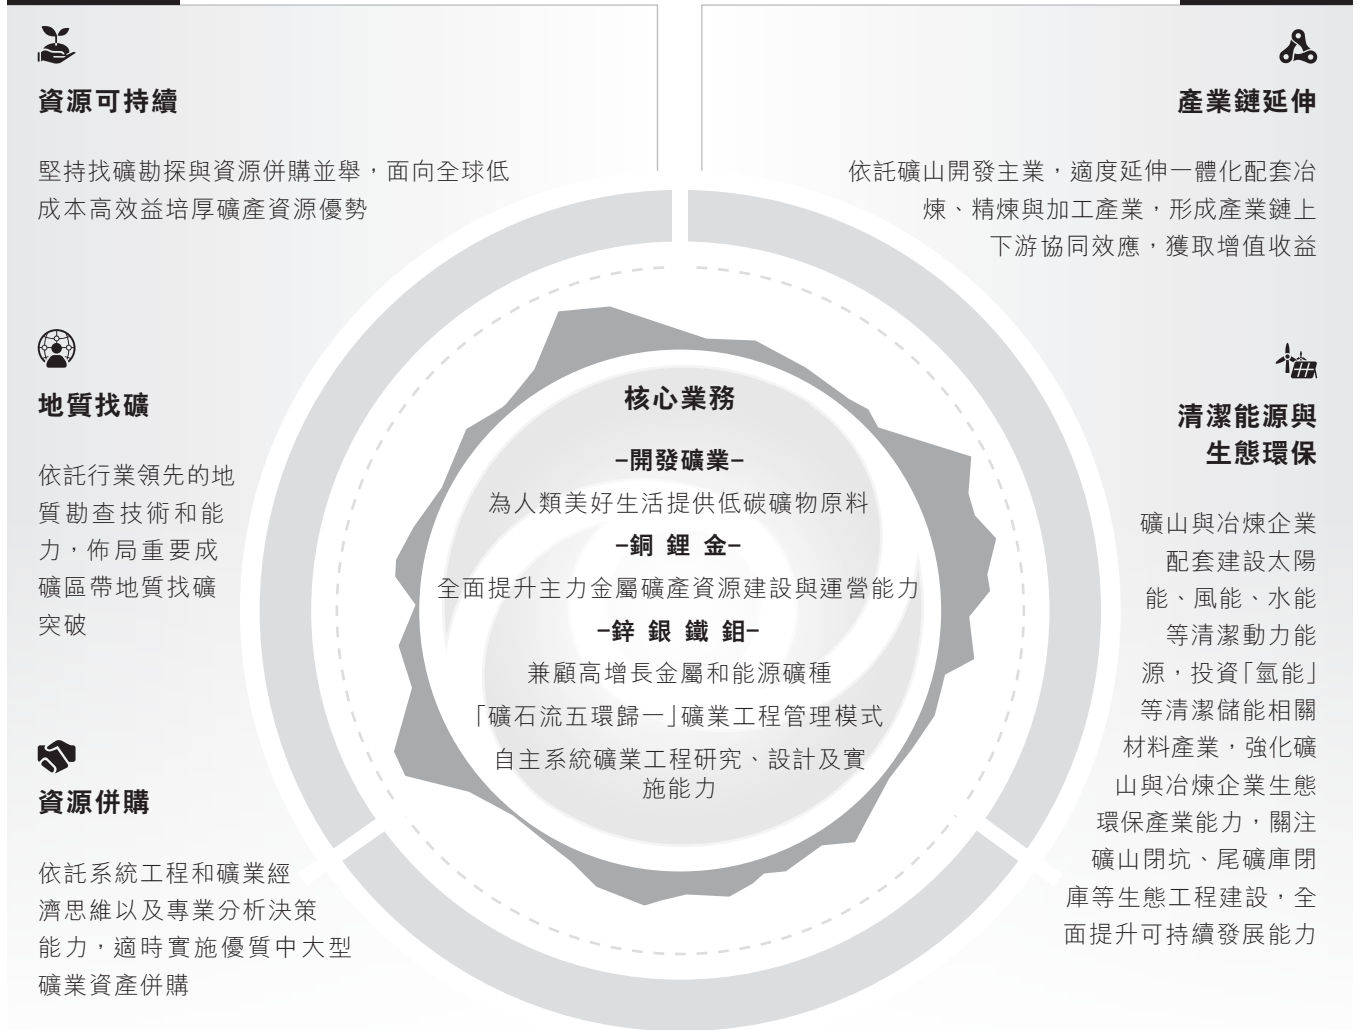 資源可持續
堅持找礦勘探與資源併購並舉，面向全球低
成本高效益培厚礦產資源優勢
地質找礦
依託行業領先的地
質勘查技術和能
力，佈局重要成
礦區帶地質找礦
突破
資源併購
依託系統工程和礦業經
濟思維以及專業分析決策
能力，適時實施優質中大型
礦業資產併購
核心業務
–開發礦業–
為人類美好生活提供低碳礦物原料
–銅 鋰 金–
全面提升主力金屬礦產資源建設與運營能力
–鋅 銀 鐵 鉬–
兼顧高增長金屬和能源礦種
「礦石流五環歸一」礦業工程管理模式
自主系統礦業工程研究、設計及實
施能力
產業鏈延伸
依託礦山開發主業，適度延伸一體化配套冶
煉、精煉與加工產業，形成產業鏈上
下游協同效應，獲取增值收益
清潔能源與
生態環保
礦山與冶煉企業
配套建設太陽
能、風能、水能
等清潔動力能
源，投資「氫能」
等清潔儲能相關
材料產業，強化礦
山與冶煉企業生態
環保產業能力，關注
礦山閉坑、尾礦庫閉
庫等生態工程建設，全
面提升可持續發展能力